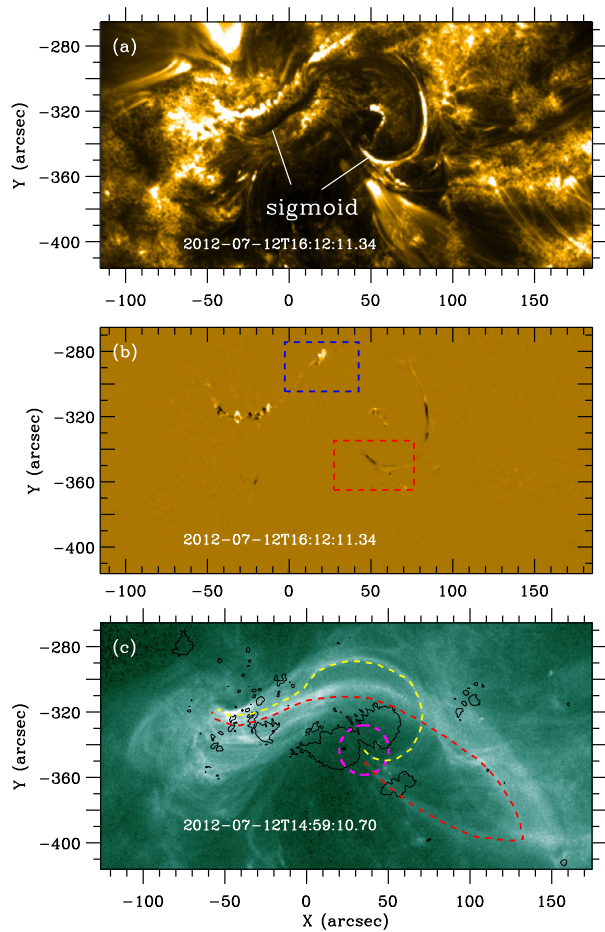 (a)
sigmoid
2012-07-12T16:12:11.34
Y (arcsec)
-280
-320
-360
-400
-100 -50 0 50 100 150
(b)
2012-07-12T16:12:11.34
Y (arcsec)
-280
-320
-360
-400
-100 -50 0 50 100 150
(c)
2012-07-12T14:59:10.70
Y (arcsec)
-280
-320
-360
-400
-100 -50 0 50 100 150
X (arcsec)